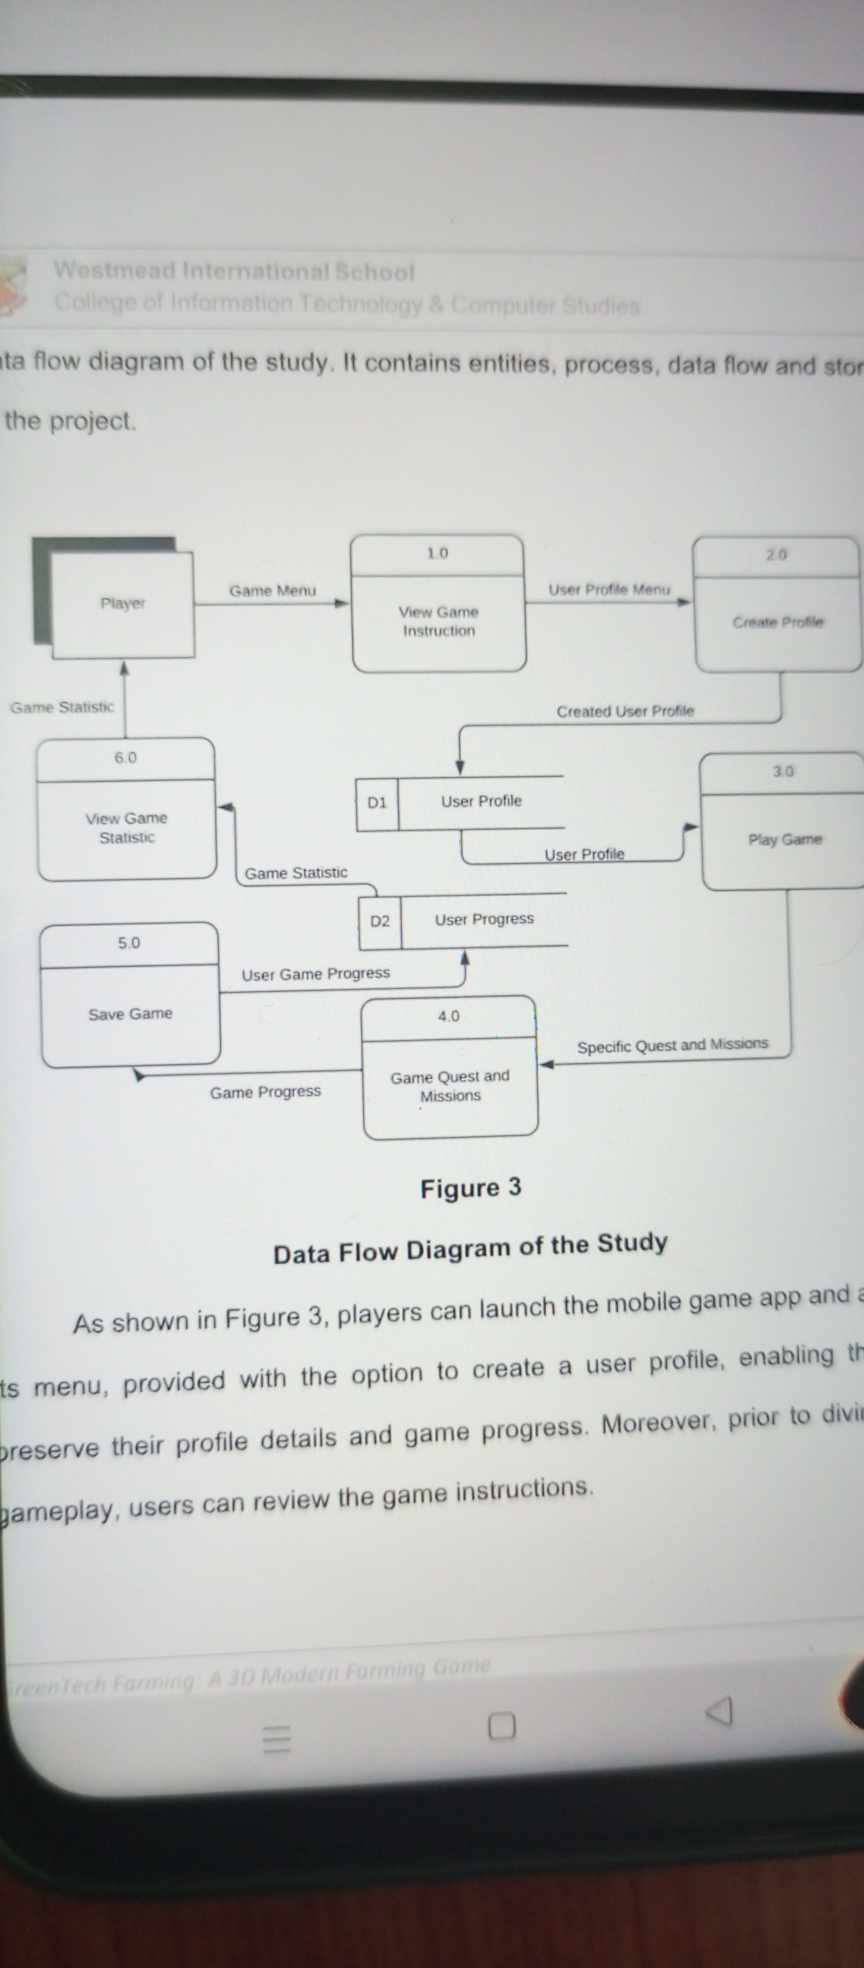 Westmead International School
College of Information Technology & Computer Studies
ta flow diagram of the study. It contains entities, process, data flow and stor
the project.
1.0
2.0
Player
Game Menu
View Game
Instruction
User Profile Menu
Create Profile
Game Statistic
Created User Profile
6.0
View Game
Statistic
D1
User Profile
3.0
Play Game
User Profile
Game Statistic
D2
User Progress
5.0
Save Game
User Game Progress
4.0
Game Quest and
Missions
Specific Quest and Missions
Game Progress
Figure 3
Data Flow Diagram of the Study
As shown in Figure 3, players can launch the mobile game app and a
ts menu, provided with the option to create a user profile, enabling th
preserve their profile details and game progress. Moreover, prior to divin
gameplay, users can review the game instructions.
reenTech Farming: A 3D Modern Farming Game